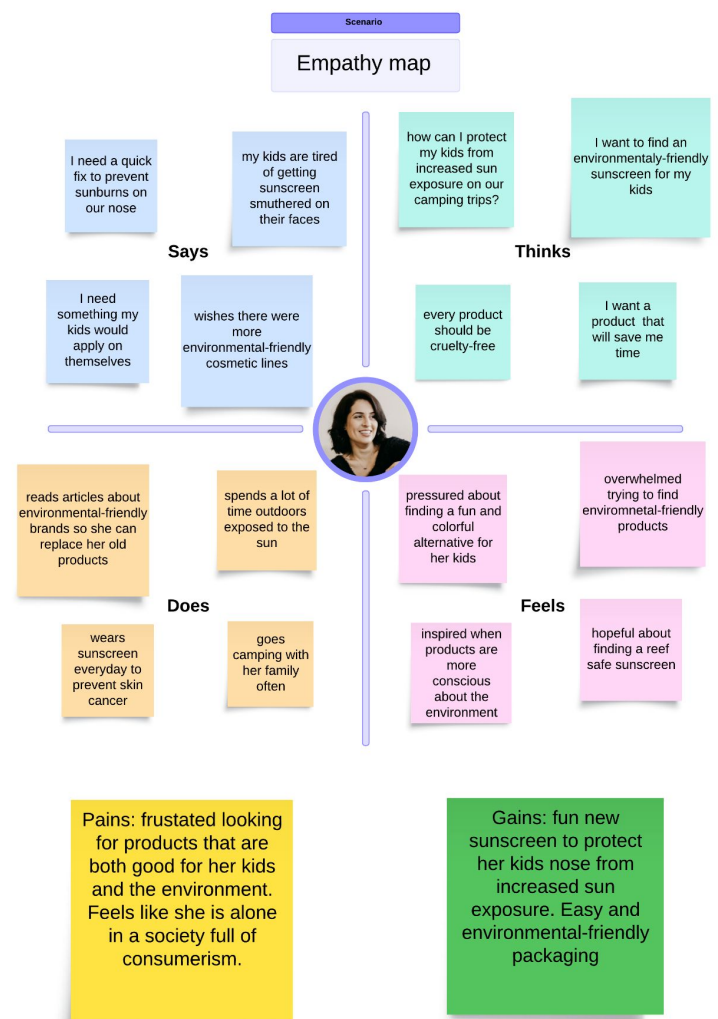 Scenario
Empathy map
I need a quick
fix to prevent
sunburns on
our nose
my kids are tired
of getting
sunscreen
smuthered on
their faces
Says
I need
something my
kids would
apply on
themselves
wishes there were
more
environmental-friendly
cosmetic lines
how can I protect
my kids from
increased sun
exposure on our
camping trips?
I want to find an
environmentaly-friendly
sunscreen for my
kids
Thinks
every product
should be
cruelty-free
I want a
product that
will save me
time
reads articles about
environmental-friendly
brands so she can
replace her old
products
spends a lot of
time outdoors
exposed to the
sun
Does
wears
sunscreen
everyday to
prevent skin
cancer
goes
camping with
her family
often
pressured about
finding a fun and
colorful
alternative for
her kids
overwhelmed
trying to find
enviromnetal-friendly
products
Feels
inspired when
products are
more
conscious
about the
environment
hopeful about
finding a reef
safe sunscreen
Pains: frustated looking
for products that are
both good for her kids
and the environment.
Feels like she is alone
in a society full of
consumerism.
Gains: fun new
sunscreen to protect
her kids nose from
increased sun
exposure. Easy and
environmental-friendly
packaging